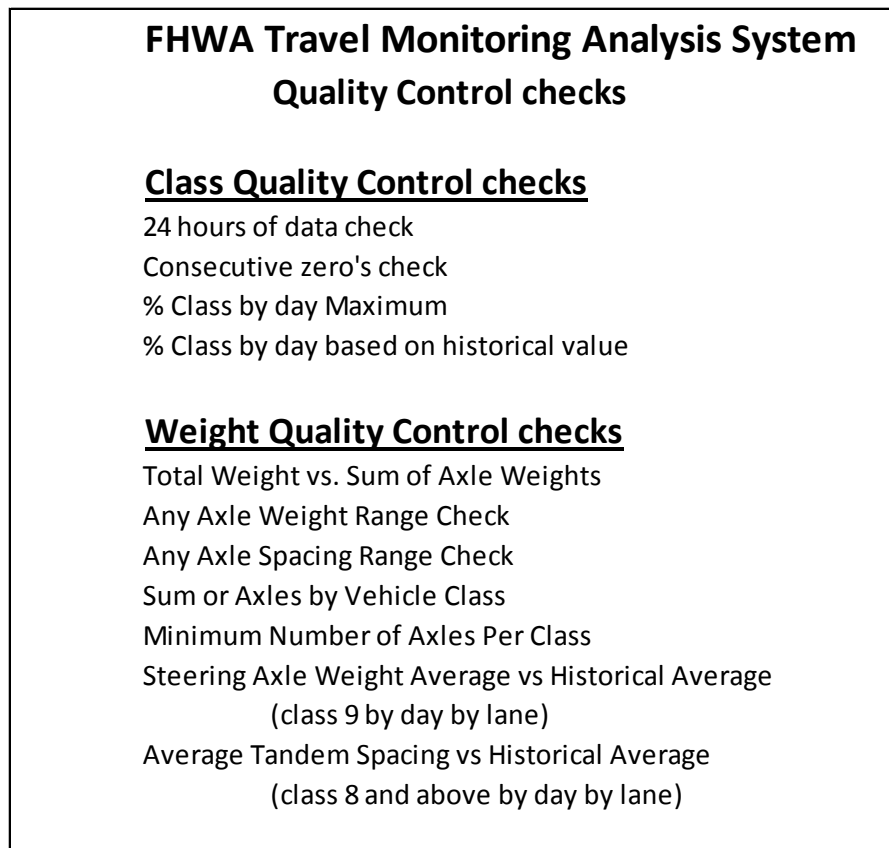 FHWA Travel Monitoring Analysis System
Quality Control checks
Class Quality Control checks
24 hours of data check
Consecutive zero's check
% Class by day Maximum
% Class by day based on historical value
Weight Quality Control checks
Total Weight vs. Sum of Axle Weights
Any Axle Weight Range Check
Any Axle Spacing Range Check
Sum or Axles by Vehicle Class
Minimum Number of Axles Per Class
Steering Axle Weight Average vs Historical Average
(class 9 by day by lane)
Average Tandem Spacing vs Historical Average
(class 8 and above by day by lane)